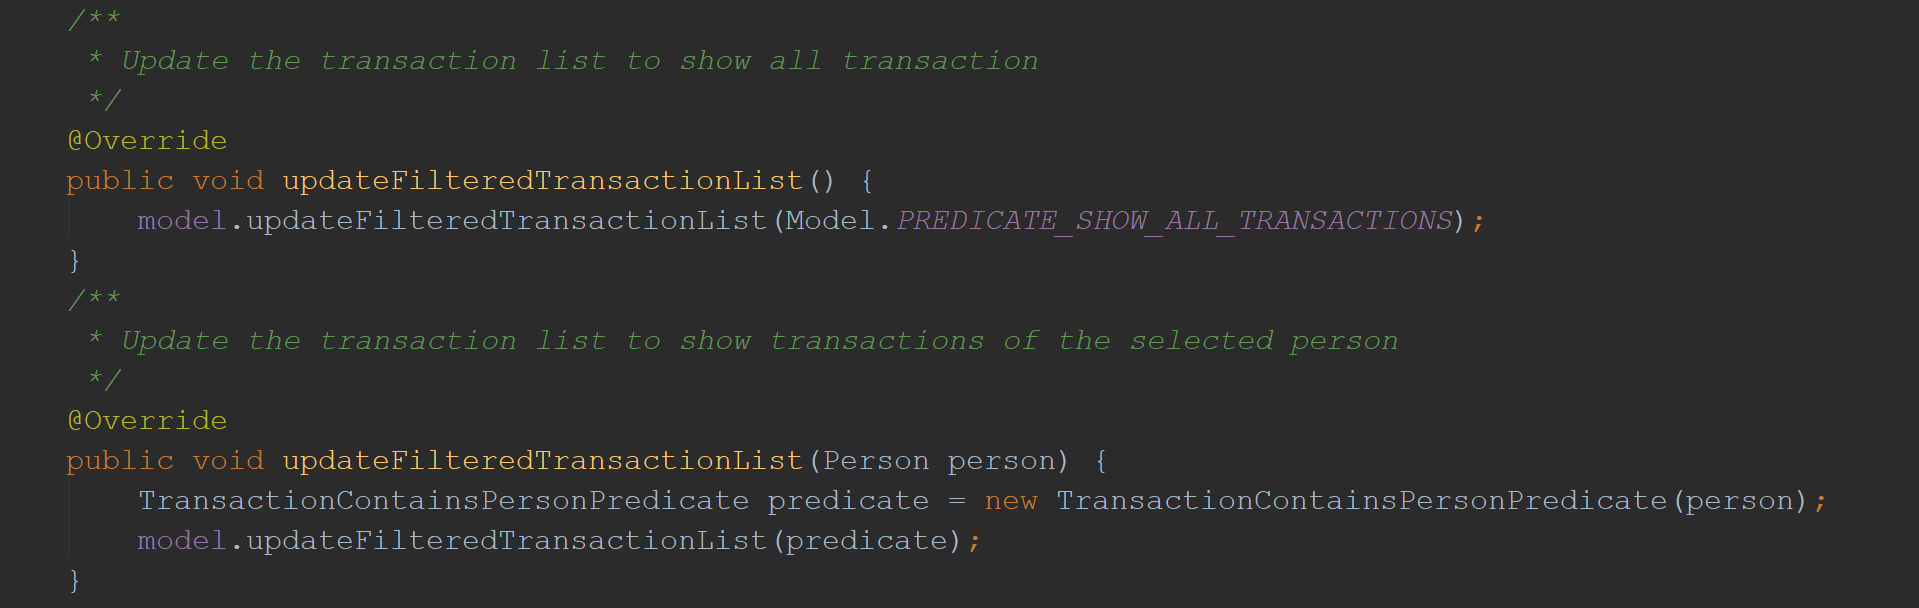 /**
 * Update the transaction list to show all transaction
 */
@Override
public void updateFilteredTransactionList() {
    model.updateFilteredTransactionList(Model.PREDICATE_SHOW_ALL_TRANSACTIONS);
}
/**
 * Update the transaction list to show transactions of the selected person
 */
@Override
public void updateFilteredTransactionList(Person person) {
    TransactionContainsPersonPredicate predicate = new TransactionContainsPersonPredicate(person);
    model.updateFilteredTransactionList(predicate);
}